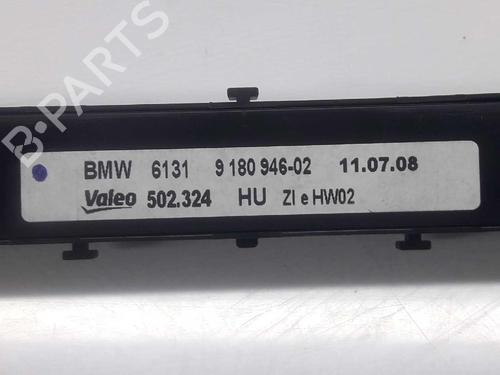 B-PARTS
BMW 6131 9 180 946-02 11.07.08
Valeo 502.324 HU ZI e HW02